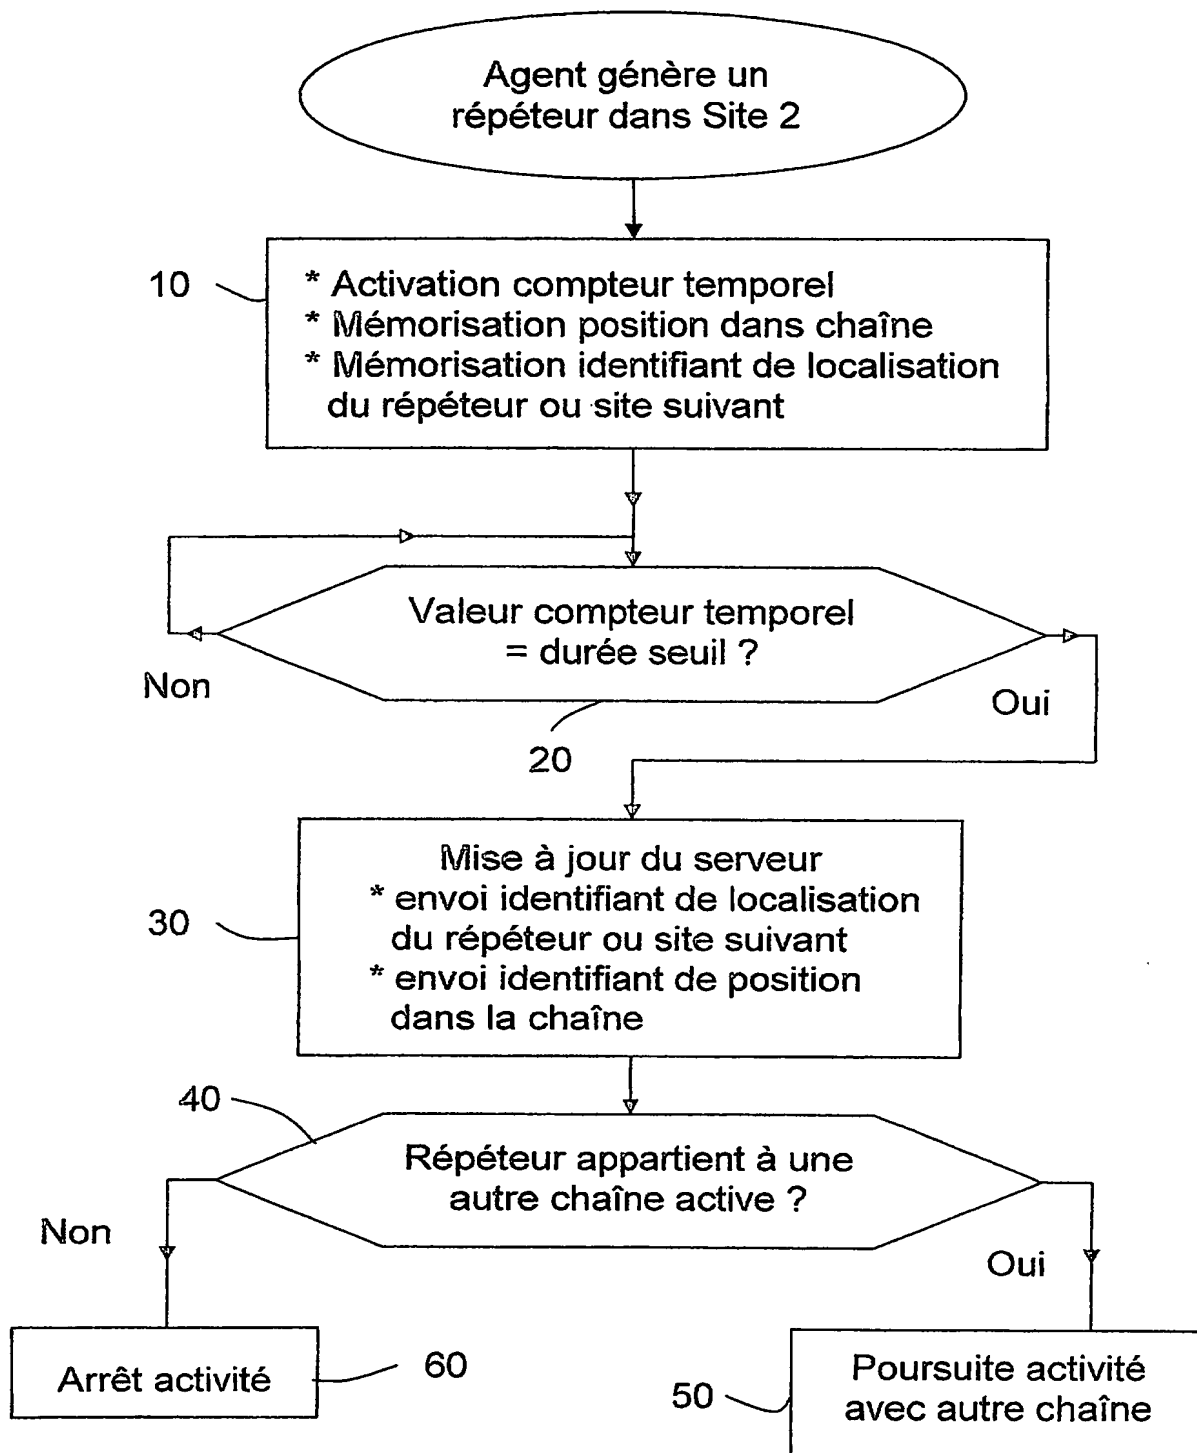 Agent génère un
répéteur dans Site 2
10
* Activation compteur temporel
* Mémorisation position dans chaîne
* Mémorisation identifiant de localisation
du répéteur ou site suivant
Valeur compteur temporel
= durée seuil ?
Non
Oui
20
30
Mise à jour du serveur
* envoi identifiant de localisation
du répéteur ou site suivant
* envoi identifiant de position
dans la chaîne
40
Répéteur appartient à une
autre chaîne active ?
Non
Oui
Arrêt activité
60
50
Poursuite activité
avec autre chaîne